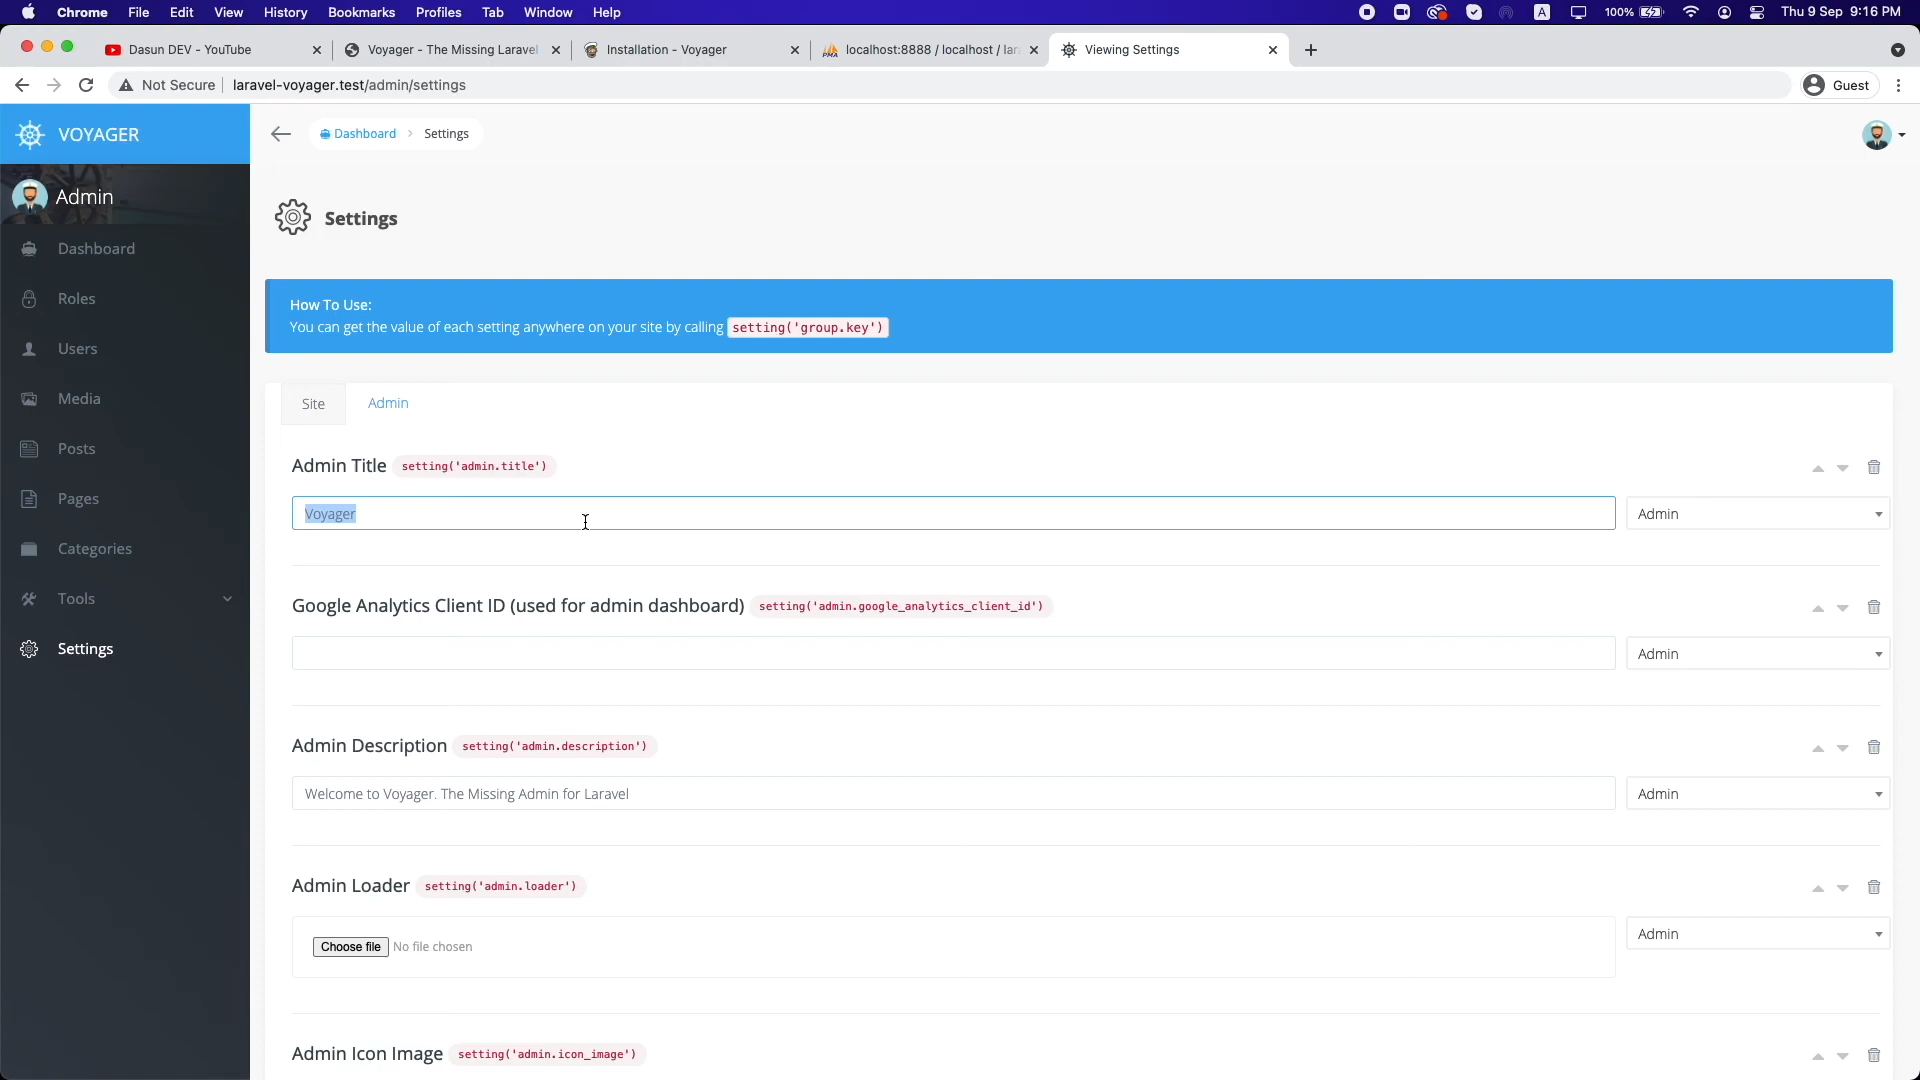 Chrome File Edit View History Bookmarks Profiles Tab Window Help
A 100% Thu 9 Sep 9:16 PM
Dasun DEV - YouTube
Voyager - The Missing Laravel
Installation - Voyager
PMA localhost:8888 / localhost / lar
Viewing Settings
Not Secure laravel-voyager.test/admin/settings
Guest
VOYAGER
Dashboard > Settings
Admin
Dashboard
Roles
Users
Media
Posts
Pages
Categories
Tools
Settings
Settings
How To Use:
You can get the value of each setting anywhere on your site by calling setting('group.key')
Site Admin
Admin Title setting('admin.title')
Voyager Admin
Google Analytics Client ID (used for admin dashboard) setting('admin.google_analytics_client_id')
Admin
Admin Description setting('admin.description')
Welcome to Voyager. The Missing Admin for Laravel Admin
Admin Loader setting('admin.loader')
Choose file No file chosen Admin
Admin Icon Image setting('admin.icon_image')